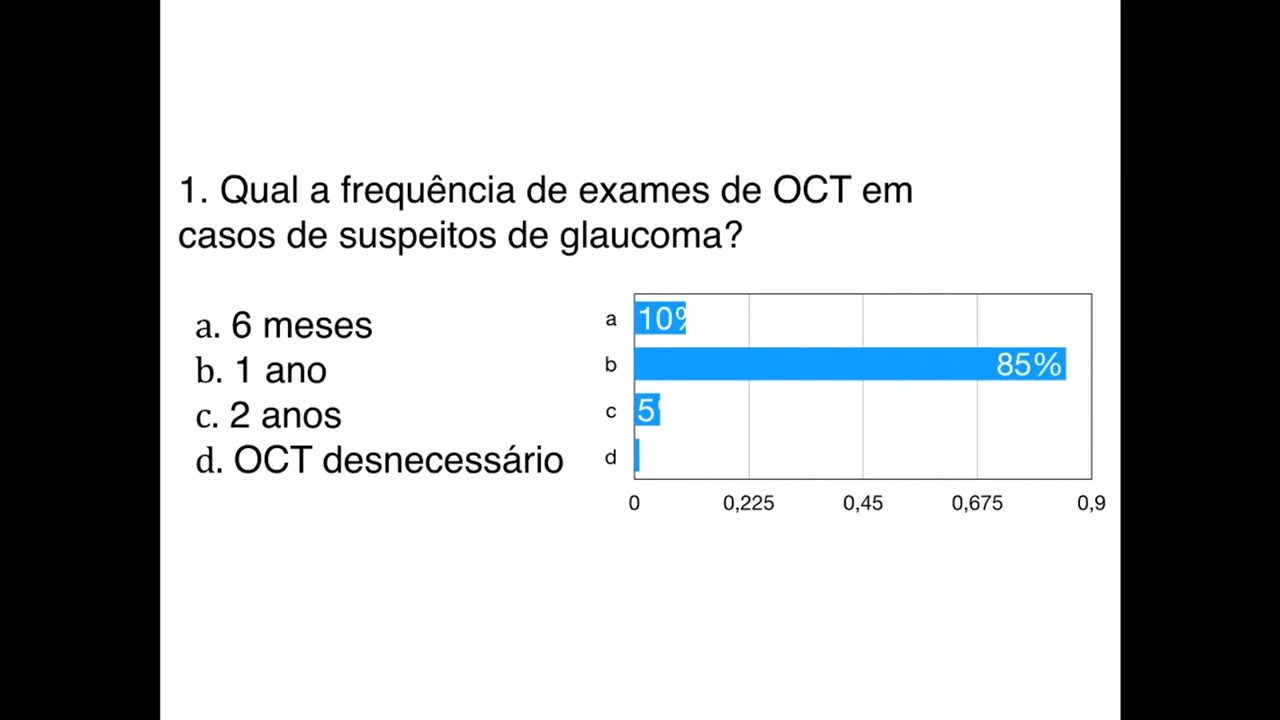 1. Qual a frequência de exames de OCT em
casos de suspeitos de glaucoma?
a. 6 meses
b. 1 ano
c. 2 anos
d. OCT desnecessário
a
10%
b
85%
c
5
d
0
0,225
0,45
0,675
0,9